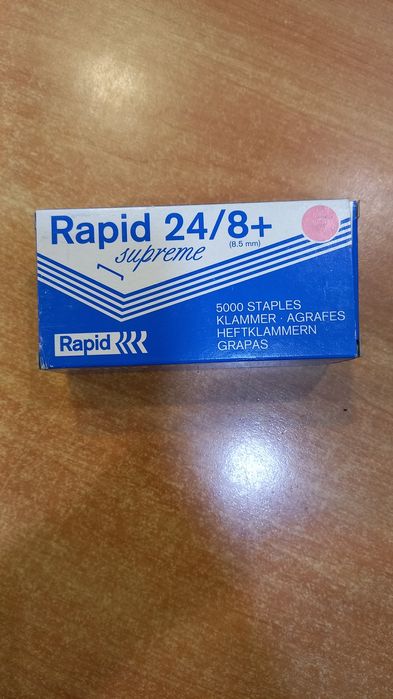 Rapid 24/8+
(8.5 mm)
supreme
5000 STAPLES
KLAMMER · AGRAFES
HEFTKLAMMERN
GRAPAS
Rapid